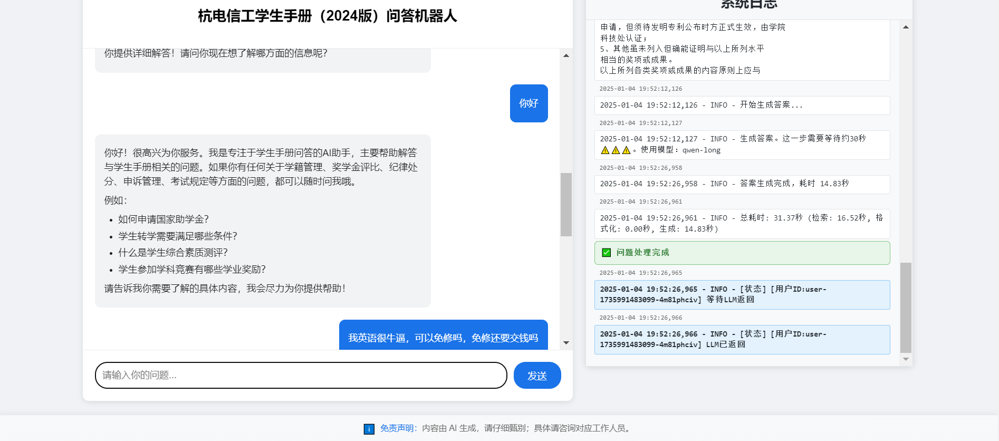 杭电信工学生手册（2024版）问答机器人
你提供详细解答！请问你现在想了解哪方面的信息呢？
你好
你好！很高兴为你服务。我是专注于学生手册问答的AI助手，主要帮助解答
与学生手册相关的问题。如果你有任何关于学籍管理、奖学金评比、纪律处
分、申诉管理、考试规定等方面的问题，都可以随时问我哦。
例如：
如何申请国家助学金？
学生转学需要满足哪些条件？
什么是学生综合素质测评？
学生参加学科竞赛有哪些学业奖励？
请告诉我你需要了解的具体内容，我会尽力为你提供帮助！
我英语很牛逼，可以免修吗，免修还要交钱吗
请输入你的问题...
发送
系统日志
申请，但须待发明专利公布时方正式生效，由学院
科技处认证；
5、其他虽未列入但确能证明与以上所列水平
相当的奖项或成果。
以上所列各类奖项或成果的内容原则上应与
2025-01-04 19:52:12,126
2025-01-04 19:52:12,126 - INFO - 开始生成答案...
2025-01-04 19:52:12,127
2025-01-04 19:52:12,127 - INFO - 生成答案。这一步需要等待约30秒
⚠️⚠️⚠️。使用模型：qwen-long
2025-01-04 19:52:26,958
2025-01-04 19:52:26,958 - INFO - 答案生成完成，耗时 14.83秒
2025-01-04 19:52:26,961
2025-01-04 19:52:26,961 - INFO - 总耗时: 31.37秒 (检索: 16.52秒, 格
式化: 0.00秒, 生成: 14.83秒)
✅ 问题处理完成
2025-01-04 19:52:26,965
2025-01-04 19:52:26,965 - INFO - [状态] [用户ID:user-
1735991483099-4m81phciv] 等待LLM返回
2025-01-04 19:52:26,966
2025-01-04 19:52:26,966 - INFO - [状态] [用户ID:user-
1735991483099-4m81phciv] LLM已返回
ℹ️ 免责声明：内容由 AI 生成，请仔细甄别；具体请咨询对应工作人员。